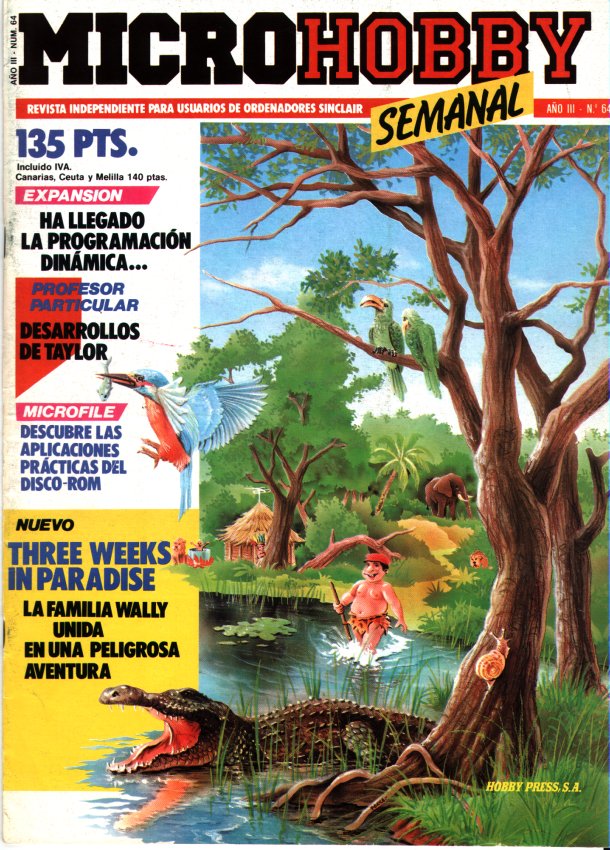 AÑO III - NUM. 64
MICROHOBBY
REVISTA INDEPENDIENTE PARA USUARIOS DE ORDENADORES SINCLAIR
SEMANAL
AÑO III - N.° 64
135 PTS.
Incluido IVA.
Canarias, Ceuta y Melilla 140 ptas.
EXPANSION
HA LLEGADO
LA PROGRAMACIÓN
DINÁMICA...
PROFESOR
PARTICULAR
DESARROLLOS
DE TAYLOR
MICROFILE
DESCUBRE LAS
APLICACIONES
PRÁCTICAS DEL
DISCO-ROM
NUEVO
THREE WEEKS
IN PARADISE
LA FAMILIA WALLY
UNIDA
EN UNA PELIGROSA
AVENTURA
HOBBY PRESS, S.A.